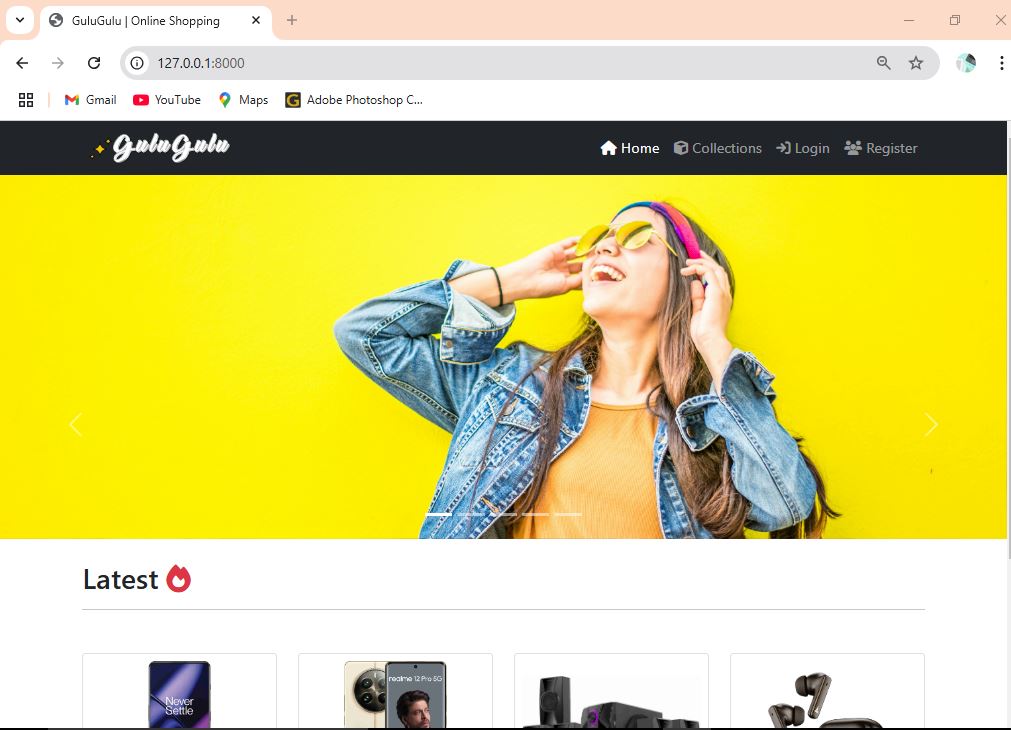 GuluGulu | Online Shopping
127.0.0.1:8000
Gmail YouTube Maps Adobe Photoshop C...
GuluGulu
Home Collections Login Register
Latest
Never
Settle
realme 12 Pro 5G